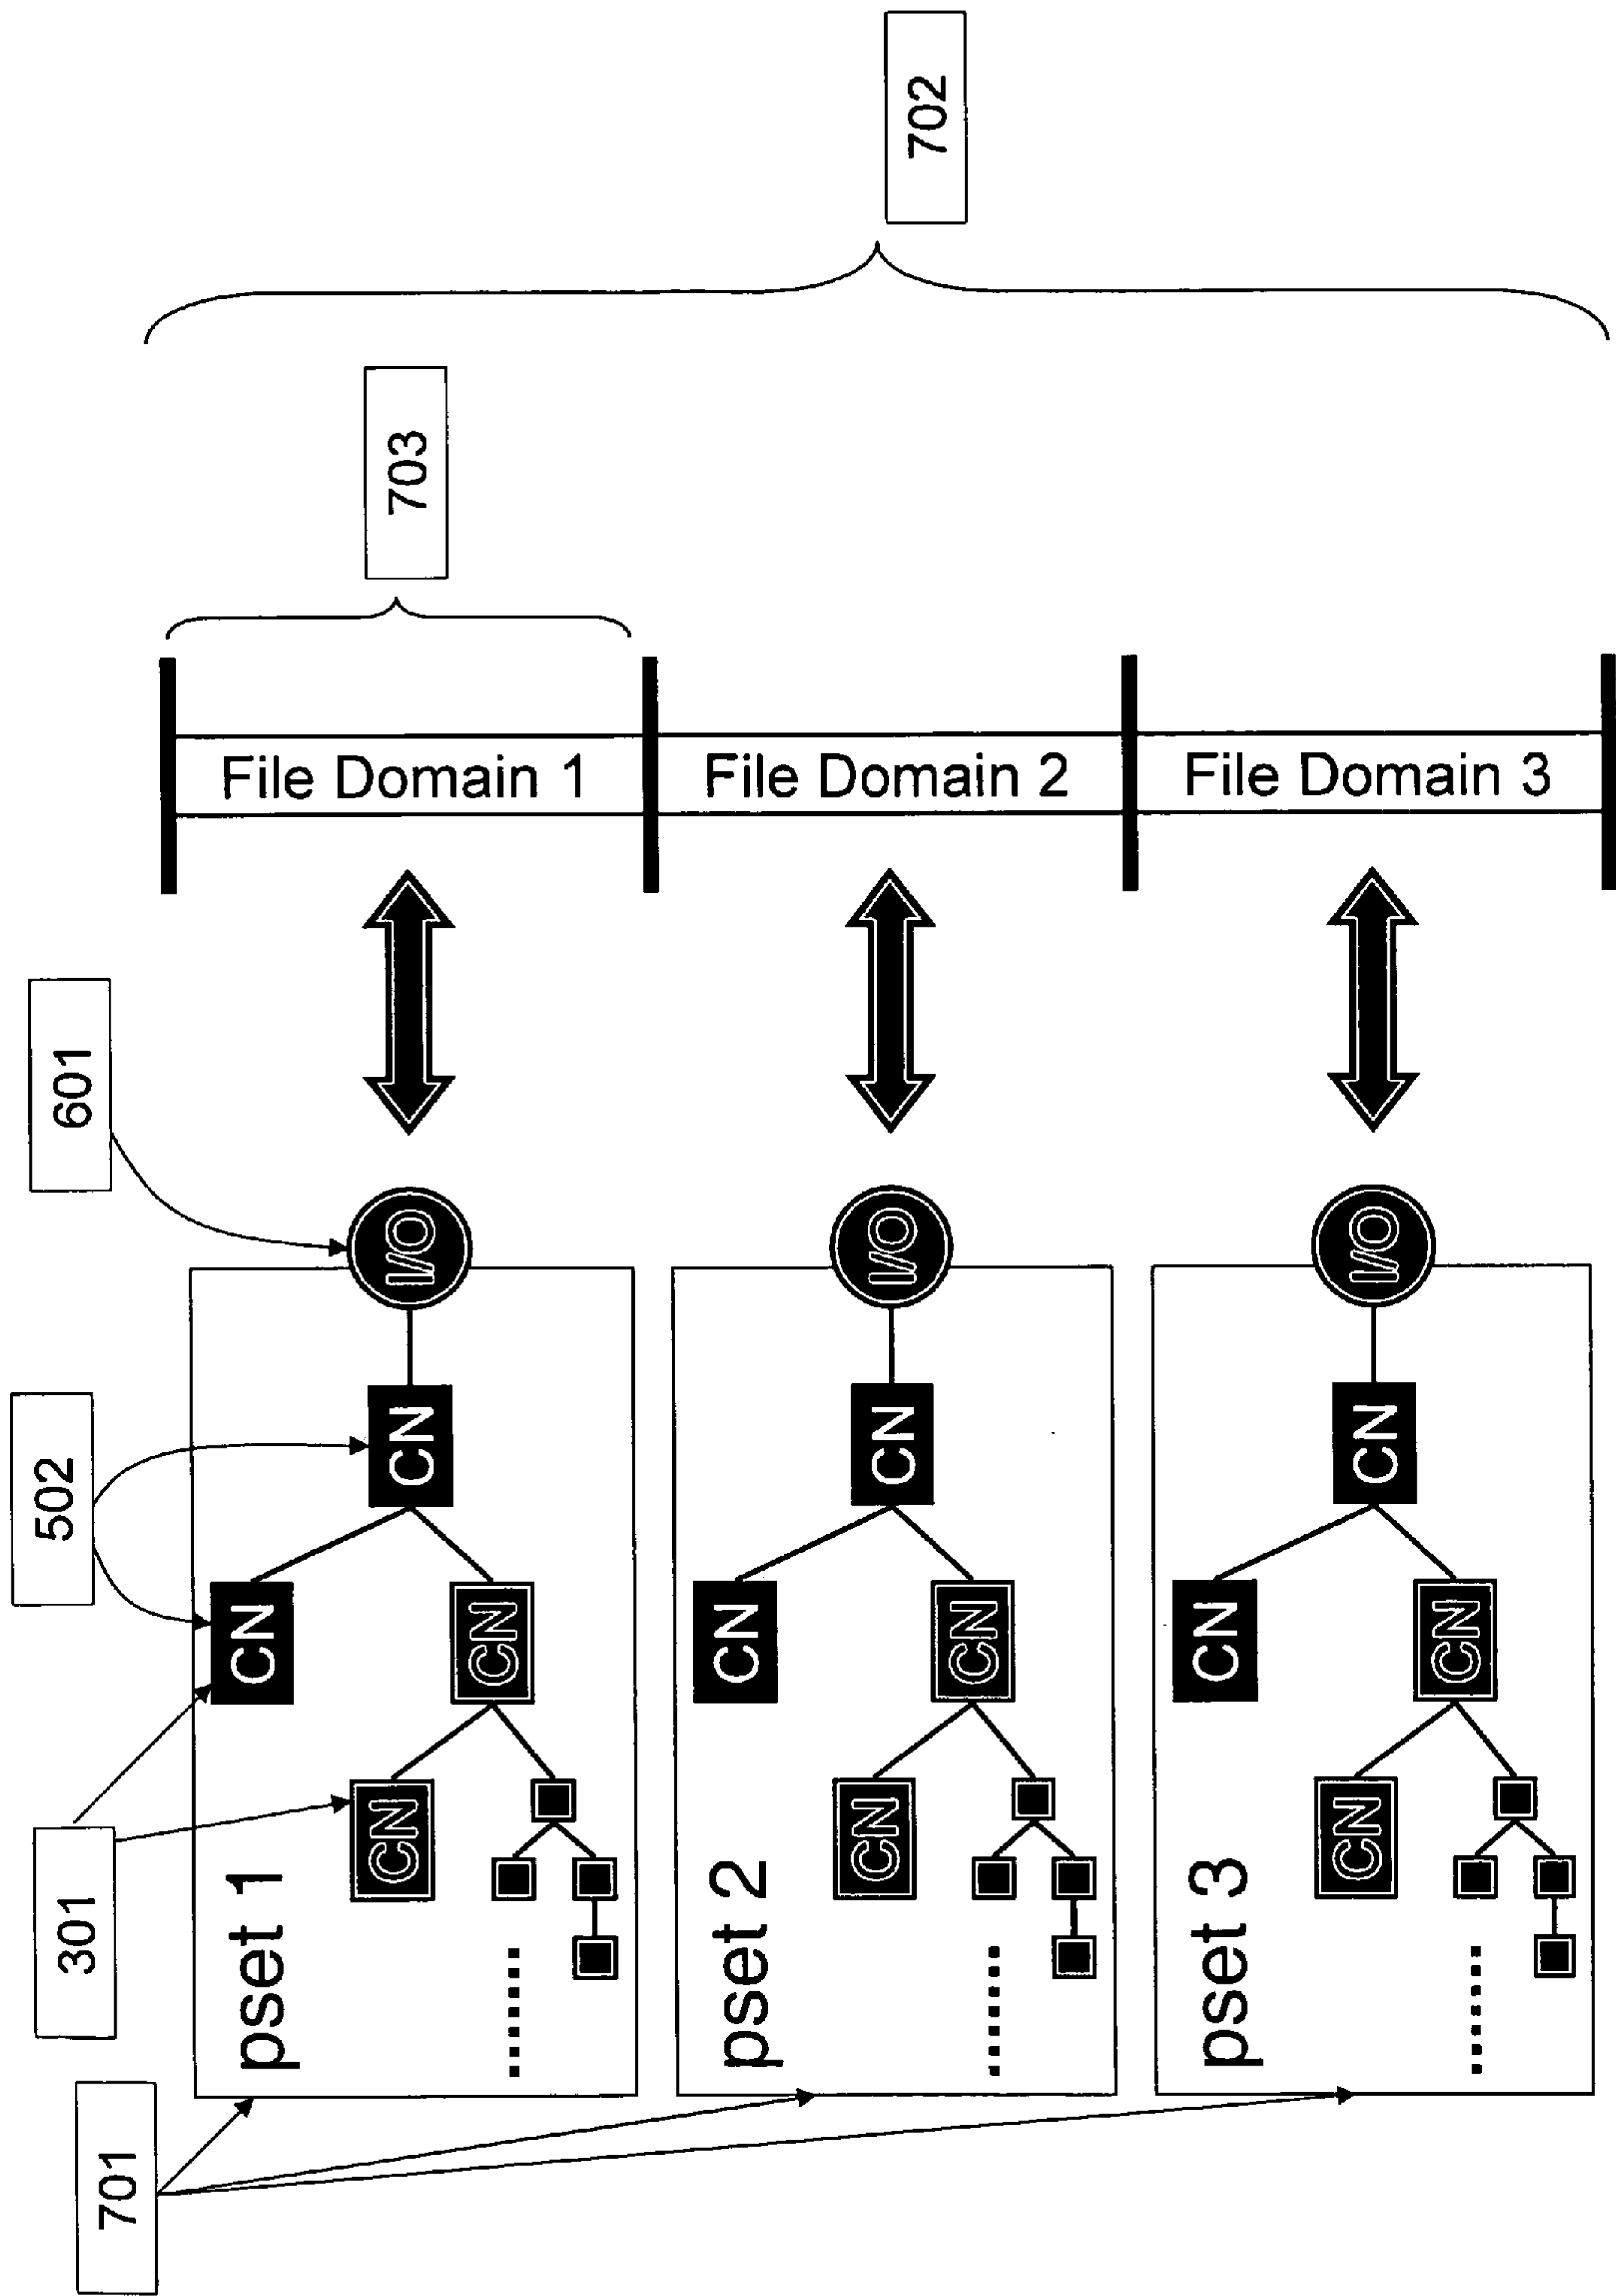 701
301
502
601
703
702
pset 1
CN
CN
CN
CN
I/O
File Domain 1
pset 2
CN
CN
CN
CN
I/O
File Domain 2
pset 3
CN
CN
CN
CN
I/O
File Domain 3